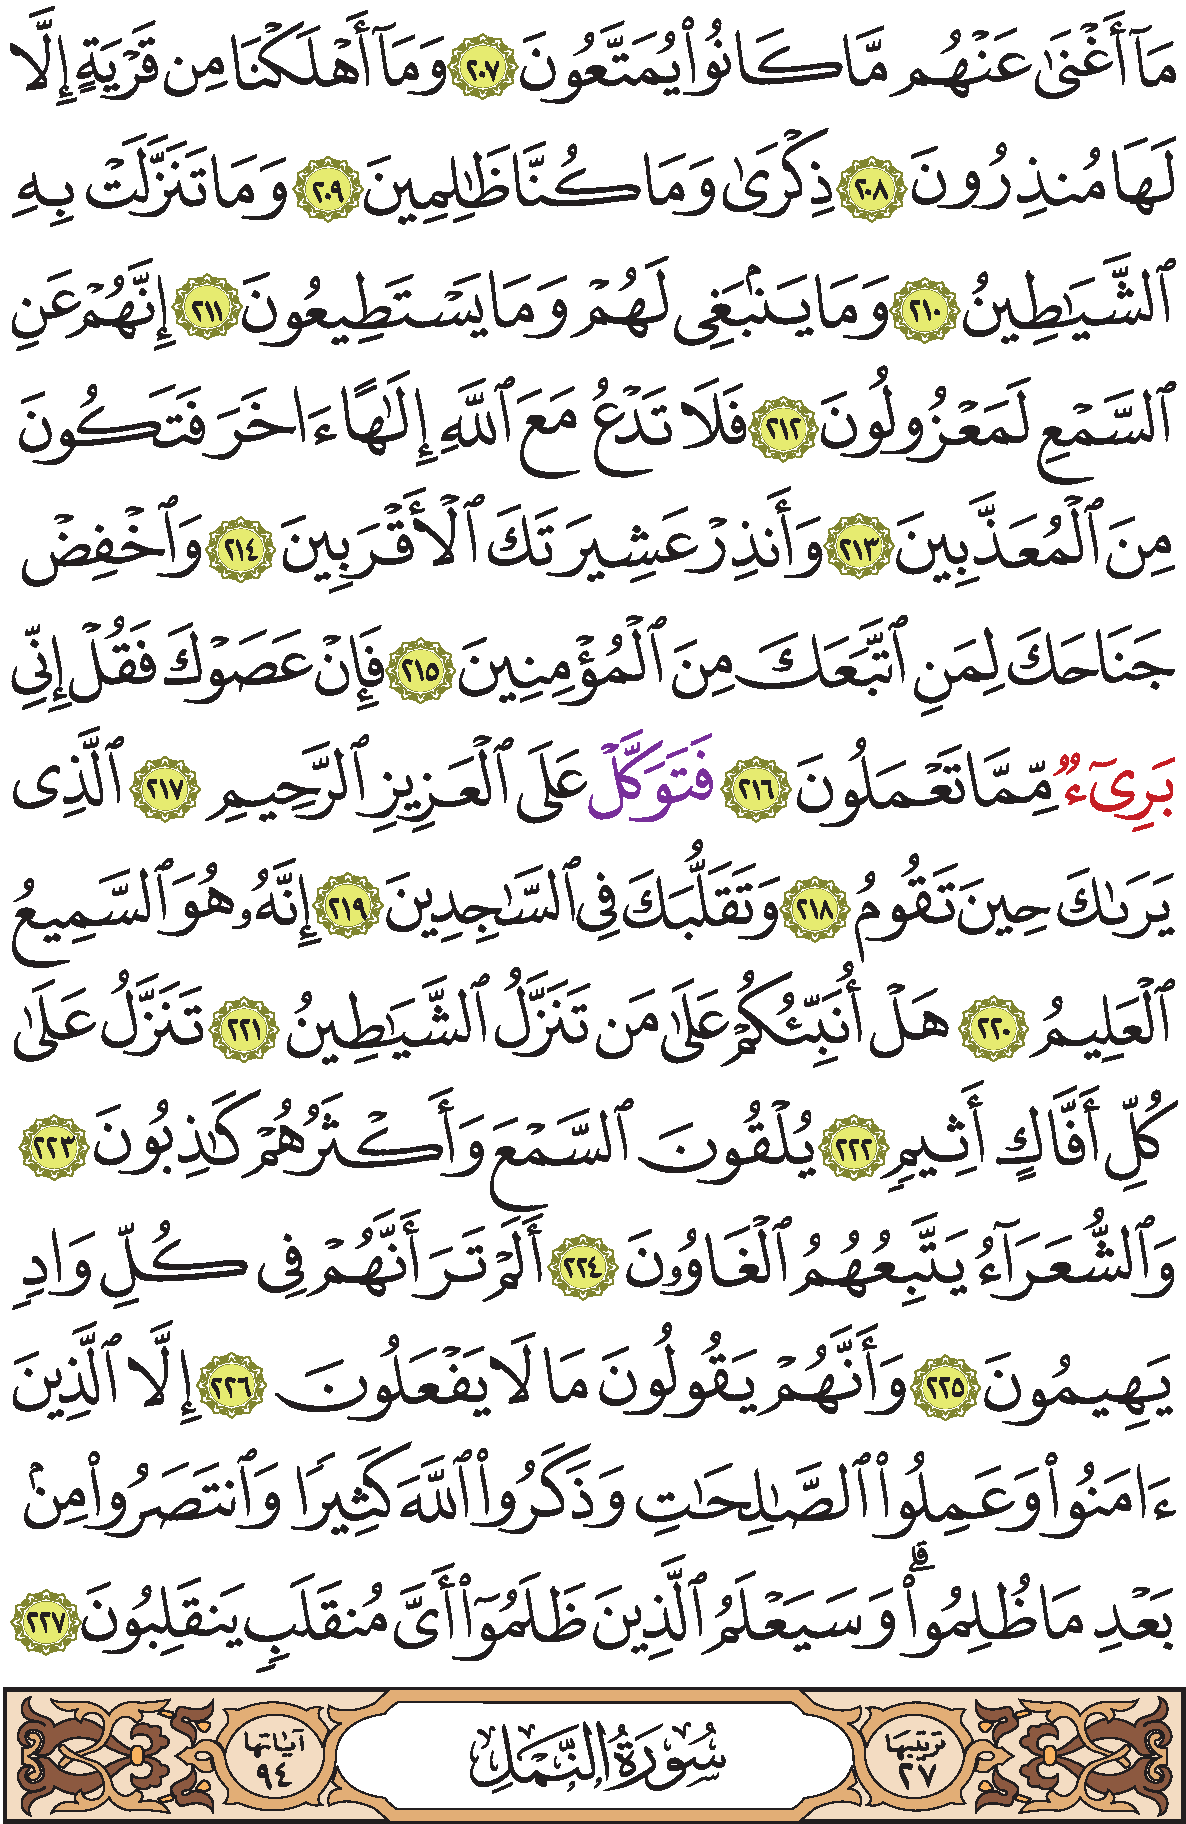 مَآ أَغْنَىٰ عَنْهُم مَّا كَانُوا۟ يُمَتَّعُونَ ٢٠٧ وَمَآ أَهْلَكْنَا مِن قَرْيَةٍ إِلَّا
لَهَا مُنذِرُونَ ٢٠٨ ذِكْرَىٰ وَمَا كُنَّا ظَـٰلِمِينَ ٢٠٩ وَمَا تَنَزَّلَتْ بِهِ
ٱلشَّيَـٰطِينُ ٢١٠ وَمَا يَنۢبَغِى لَهُمْ وَمَا يَسْتَطِيعُونَ ٢١١ إِنَّهُمْ عَنِ
ٱلسَّمْعِ لَمَعْزُولُونَ ٢١٢ فَلَا تَدْعُ مَعَ ٱللَّهِ إِلَـٰهًا ءَاخَرَ فَتَكُونَ
مِنَ ٱلْمُعَذَّبِينَ ٢١٣ وَأَنذِرْ عَشِيرَتَكَ ٱلْأَقْرَبِينَ ٢١٤ وَٱخْفِضْ
جَنَاحَكَ لِمَنِ ٱتَّبَعَكَ مِنَ ٱلْمُؤْمِنِينَ ٢١٥ فَإِنْ عَصَوْكَ فَقُلْ إِنِّى
بَرِىٓءٌ مِّمَّا تَعْمَلُونَ ٢١٦ فَتَوَكَّلْ عَلَى ٱلْعَزِيزِ ٱلرَّحِيمِ ٢١٧ ٱلَّذِى
يَرَىٰكَ حِينَ تَقُومُ ٢١٨ وَتَقَلُّبَكَ فِى ٱلسَّـٰجِدِينَ ٢١٩ إِنَّهُۥ هُوَ ٱلسَّمِيعُ
ٱلْعَلِيمُ ٢٢٠ هَلْ أُنَبِّئُكُمْ عَلَىٰ مَن تَنَزَّلُ ٱلشَّيَـٰطِينُ ٢٢١ تَنَزَّلُ عَلَىٰ
كُلِّ أَفَّاكٍ أَثِيمٍ ٢٢٢ يُلْقُونَ ٱلسَّمْعَ وَأَكْثَرُهُمْ كَـٰذِبُونَ ٢٢٣
وَٱلشُّعَرَآءُ يَتَّبِعُهُمُ ٱلْغَاوُۥنَ ٢٢٤ أَلَمْ تَرَ أَنَّهُمْ فِى كُلِّ وَادٍ
يَهِيمُونَ ٢٢٥ وَأَنَّهُمْ يَقُولُونَ مَا لَا يَفْعَلُونَ ٢٢٦ إِلَّا ٱلَّذِينَ
ءَامَنُوا۟ وَعَمِلُوا۟ ٱلصَّـٰلِحَـٰتِ وَذَكَرُوا۟ ٱللَّهَ كَثِيرًا وَٱنتَصَرُوا۟ مِنۢ
بَعْدِ مَا ظُلِمُوا۟ ۗ وَسَيَعْلَمُ ٱلَّذِينَ ظَلَمُوٓا۟ أَىَّ مُنقَلَبٍ يَنقَلِبُونَ ٢٢٧
ترتيبها ٢٧ سُورَةُ النَّمْلِ آياتها ٩٤